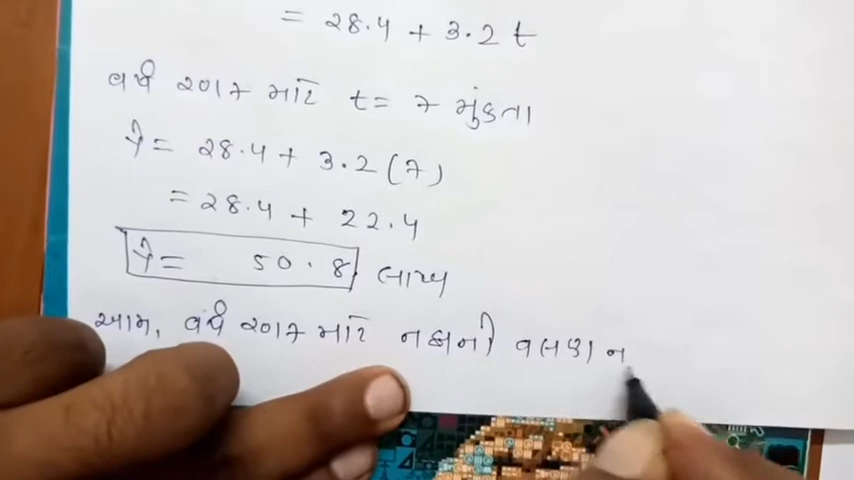 = 28.4 + 3.2 t
વર્ષ 2017 માટે t = 7 મુંકતા
ŷ = 28.4 + 3.2 (7)
= 28.4 + 22.4
ŷ = 50.8 લાખ
આમ, વર્ષ 2017 માટે નફાની વલણ ન